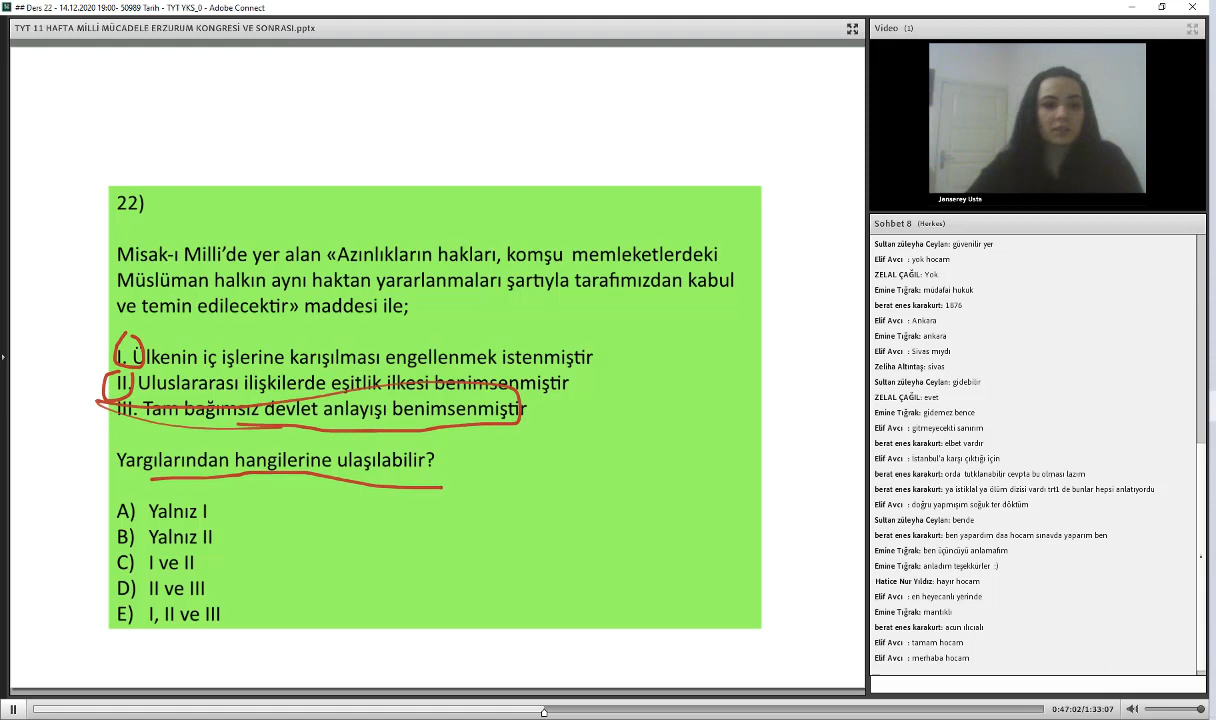 ## Ders 22 - 14.12.2020 19:00- 50989 Tarih - TYT YKS_0 - Adobe Connect
TYT 11 HAFTA MİLLİ MÜCADELE ERZURUM KONGRESİ VE SONRASI.pptx
22)
Misak-ı Milli’de yer alan «Azınlıkların hakları, komşu memleketlerdeki
Müslüman halkın aynı haktan yararlanmaları şartıyla tarafımızdan kabul
ve temin edilecektir» maddesi ile;
I. Ülkenin iç işlerine karışılması engellenmek istenmiştir
II. Uluslararası ilişkilerde eşitlik ilkesi benimsenmiştir
III. Tam bağımsız devlet anlayışı benimsenmiştir
Yargılarından hangilerine ulaşılabilir?
A) Yalnız I
B) Yalnız II
C) I ve II
D) II ve III
E) I, II ve III
Video (1)
Janserey Usta
Sohbet 8 (Herkes)
Sultan züleyha Ceylan: güvenilir yer
Elif Avcı : yok hocam
ZELAL ÇAĞIL: Yok
Emine Tığrak: müdafai hukuk
berat enes karakurt: 1876
Elif Avcı : Ankara
Emine Tığrak: ankara
Elif Avcı : Sivas mıydı
Zeliha Altıntaş: sivas
Sultan züleyha Ceylan: gidebilir
ZELAL ÇAĞIL: evet
Emine Tığrak: gidemez bence
Elif Avcı : gitmeyecekti sanırım
berat enes karakurt: elbet vardır
Elif Avcı : İstanbul'a karşı çıktığı için
berat enes karakurt: orda tutklanabilir cevpta bu olması lazım
berat enes karakurt: ya istiklal ya ölüm dizisi vardı trt1 de bunlar hepsi anlatıyordu
Elif Avcı : doğru yapmışım soğuk ter döktüm
Sultan züleyha Ceylan: bende
berat enes karakurt: ben yapardım daa hocam sınavda yaparım ben
Emine Tığrak: ben üçüncüyü anlamafım
Emine Tığrak: anladım teşekkürler :)
Hatice Nur Yıldız: hayır hocam
Elif Avcı : en heyecanlı yerinde
Emine Tığrak: mantıklı
berat enes karakurt: acun ılıcıalı
Elif Avcı : tamam hocam
Elif Avcı : merhaba hocam
0:47:02/1:33:07